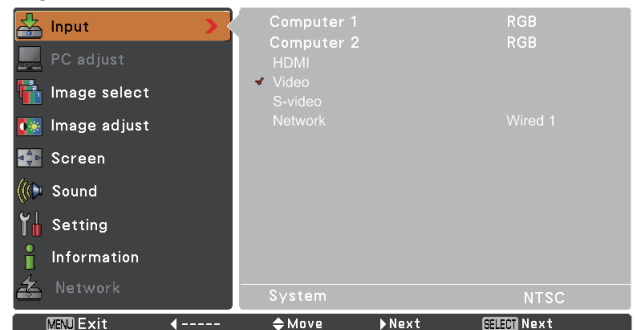 Input
PC adjust
Image select
Image adjust
Screen
Sound
Setting
Information
Network
Computer 1 RGB
Computer 2 RGB
HDMI
Video
S-video
Network Wired 1
System NTSC
MENU Exit ----- Move Next SELECT Next